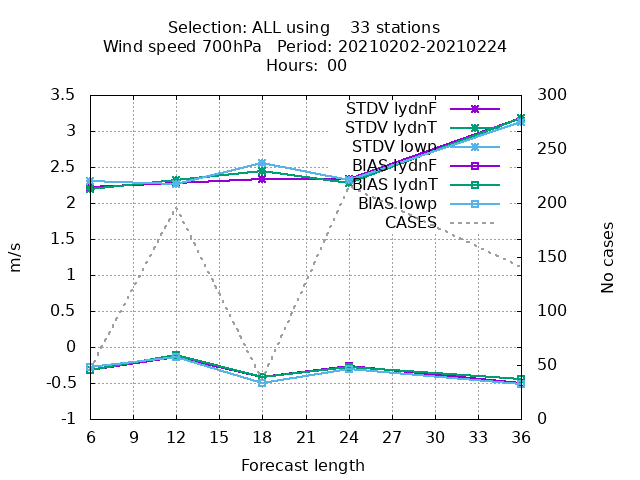 Selection: ALL using 33 stations
Wind speed 700hPa Period: 20210202-20210224
Hours: 00
3.5
3
2.5
2
1.5
1
0.5
0
-0.5
-1
m/s
STDV lydnF
STDV lydnT
STDV lowp
BIAS lydnF
BIAS lydnT
BIAS lowp
CASES
300
250
200
150
100
50
0
No cases
6 9 12 15 18 21 24 27 30 33 36
Forecast length